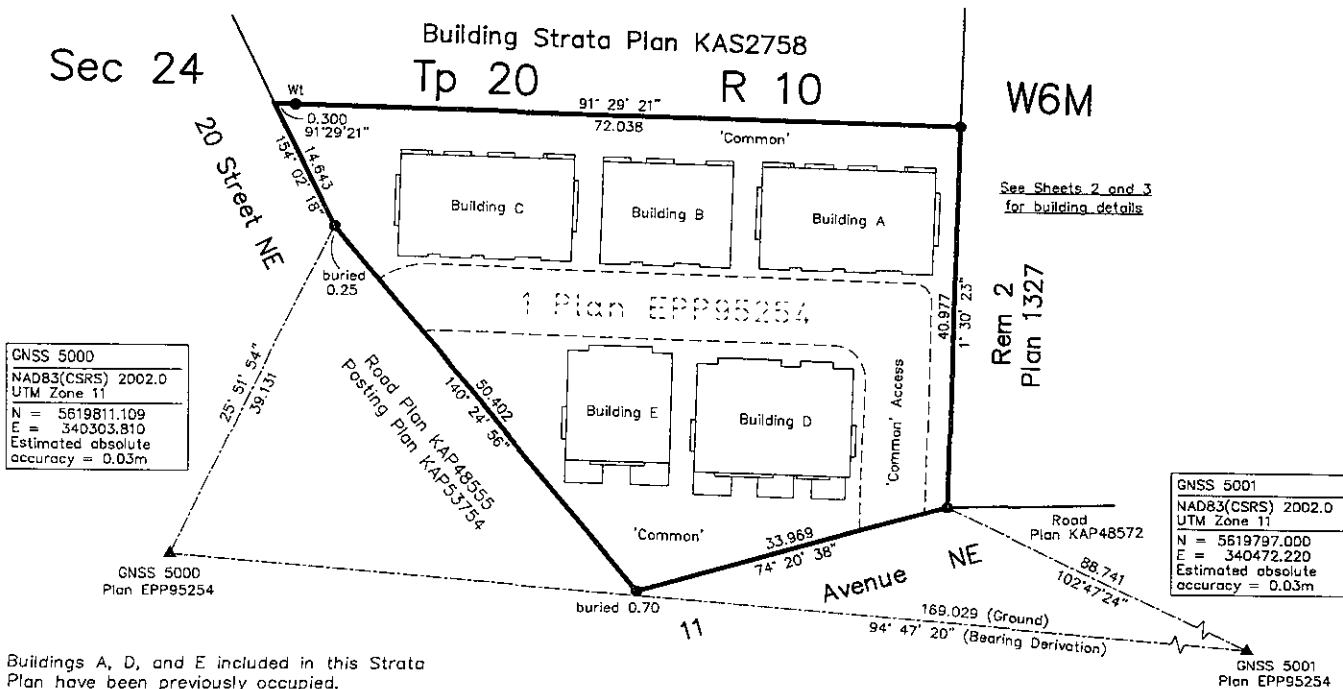 Building Strata Plan KAS2758
Sec 24
Tp 20
R 10
W6M
Wt
91° 29' 21"
72.038
0.300
91°29'21"
'Common'
14.643
154° 02' 18"
20 Street NE
Building C
Building B
Building A
See Sheets 2 and 3
for building details
buried
0.25
1 Plan EPP95254
40.977
1° 30' 23"
Rem 2
Plan 1327
GNSS 5000
NAD83(CSRS) 2002.0
UTM Zone 11
N = 5619811.109
E = 340303.810
Estimated absolute
accuracy = 0.03m
25° 51' 54"
39.131
50.402
140° 24' 56"
Road Plan KAP48555
Posting Plan KAP53754
Building E
Building D
'Common' Access
GNSS 5001
NAD83(CSRS) 2002.0
UTM Zone 11
N = 5619797.000
E = 340472.220
Estimated absolute
accuracy = 0.03m
'Common'
33.969
74° 20' 38"
Road
Plan KAP48572
88.741
102°47'24"
GNSS 5000
Plan EPP95254
buried 0.70
11 Avenue NE
169.029 (Ground)
94° 47' 20" (Bearing Derivation)
GNSS 5001
Plan EPP95254
Buildings A, D, and E included in this Strata
Plan have been previously occupied.